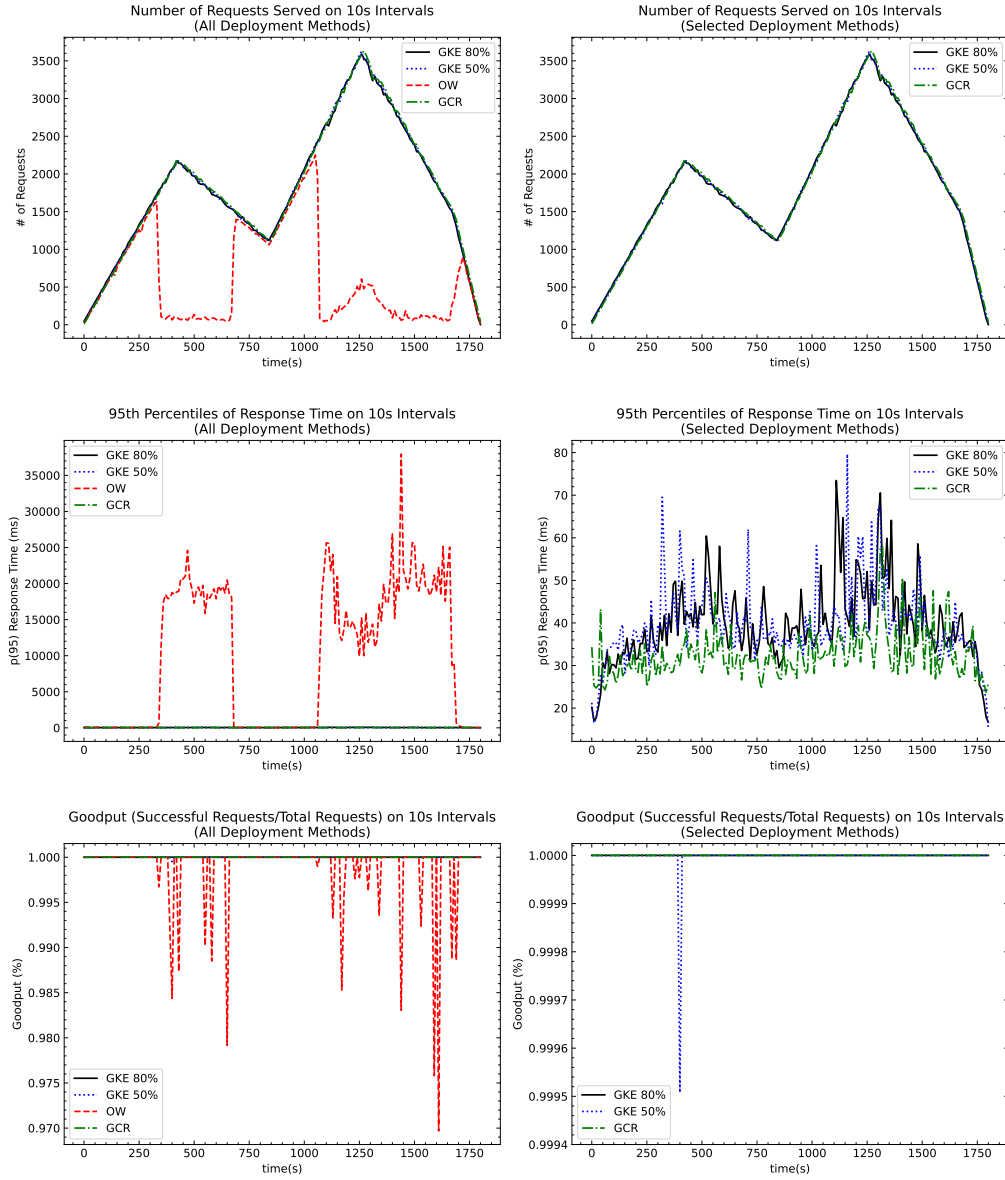 Number of Requests Served on 10s Intervals
(All Deployment Methods)
# of Requests
3500
3000
2500
2000
1500
1000
500
0
GKE 80%
GKE 50%
OW
GCR
0 250 500 750 1000 1250 1500 1750
time(s)
Number of Requests Served on 10s Intervals
(Selected Deployment Methods)
# of Requests
3500
3000
2500
2000
1500
1000
500
0
GKE 80%
GKE 50%
GCR
0 250 500 750 1000 1250 1500 1750
time(s)
95th Percentiles of Response Time on 10s Intervals
(All Deployment Methods)
p(95) Response Time (ms)
35000
30000
25000
20000
15000
10000
5000
0
GKE 80%
GKE 50%
OW
GCR
0 250 500 750 1000 1250 1500 1750
time(s)
95th Percentiles of Response Time on 10s Intervals
(Selected Deployment Methods)
p(95) Response Time (ms)
80
70
60
50
40
30
20
GKE 80%
GKE 50%
GCR
0 250 500 750 1000 1250 1500 1750
time(s)
Goodput (Successful Requests/Total Requests) on 10s Intervals
(All Deployment Methods)
Goodput (%)
1.000
0.995
0.990
0.985
0.980
0.975
0.970
GKE 80%
GKE 50%
OW
GCR
0 250 500 750 1000 1250 1500 1750
time(s)
Goodput (Successful Requests/Total Requests) on 10s Intervals
(Selected Deployment Methods)
Goodput (%)
1.0000
0.9999
0.9998
0.9997
0.9996
0.9995
0.9994
GKE 80%
GKE 50%
GCR
0 250 500 750 1000 1250 1500 1750
time(s)